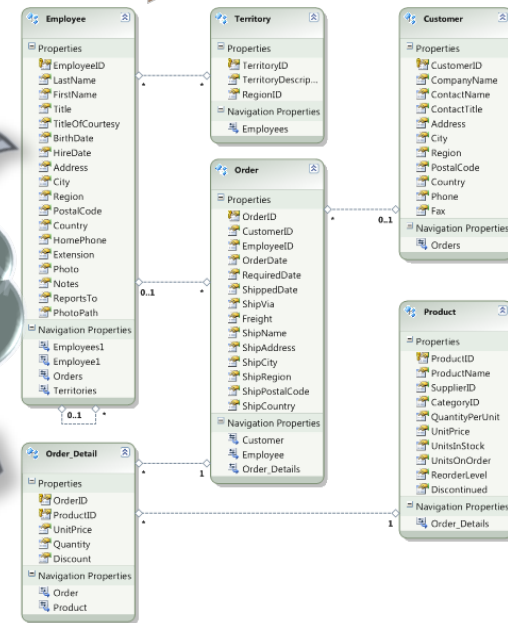 Employee
Properties
EmployeeID
LastName
FirstName
Title
TitleOfCourtesy
BirthDate
HireDate
Address
City
Region
PostalCode
Country
HomePhone
Extension
Photo
Notes
ReportsTo
PhotoPath
Navigation Properties
Employees1
Employee1
Orders
Territories
0..1
*
Territory
Properties
TerritoryID
TerritoryDescrip...
RegionID
Navigation Properties
Employees
*
*
Order
Properties
OrderID
CustomerID
EmployeeID
OrderDate
RequiredDate
ShippedDate
ShipVia
Freight
ShipName
ShipAddress
ShipCity
ShipRegion
ShipPostalCode
ShipCountry
Navigation Properties
Customer
Employee
Order_Details
0..1
*
Customer
Properties
CustomerID
CompanyName
ContactName
ContactTitle
Address
City
Region
PostalCode
Country
Phone
Fax
Navigation Properties
Orders
*
0..1
Product
Properties
ProductID
ProductName
SupplierID
CategoryID
QuantityPerUnit
UnitPrice
UnitsInStock
UnitsOnOrder
ReorderLevel
Discontinued
Navigation Properties
Order_Details
Order_Detail
Properties
OrderID
ProductID
UnitPrice
Quantity
Discount
Navigation Properties
Order
Product
*
1
*
1